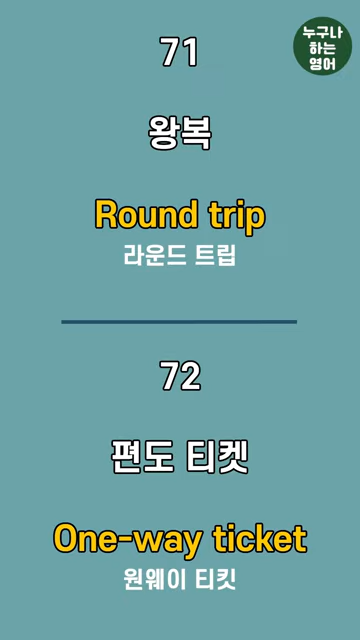 71
누구나
하는
영어
왕복
Round trip
라운드 트립
72
편도 티켓
One-way ticket
원웨이 티킷